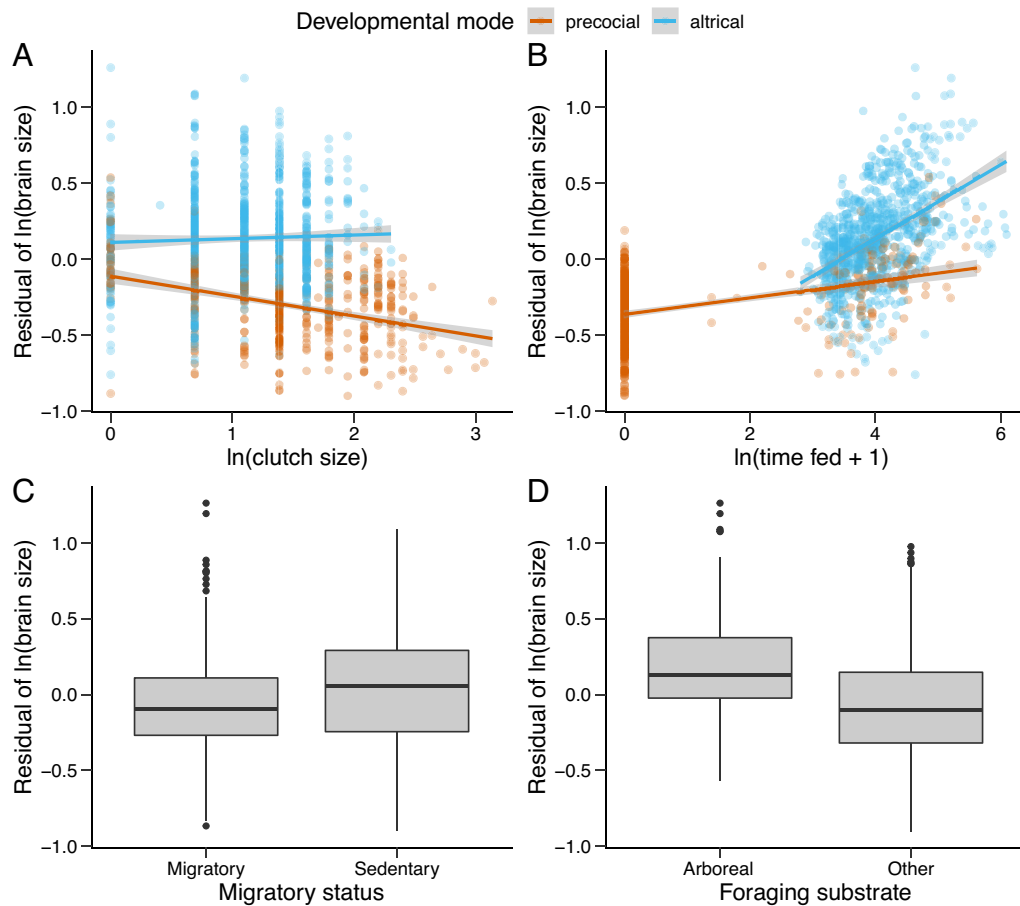 Developmental mode precocial altrical
A
Residual of ln(brain size)
1.0
0.5
0.0
−0.5
−1.0
0 1 2 3
ln(clutch size)
B
Residual of ln(brain size)
1.0
0.5
0.0
−0.5
−1.0
0 2 4 6
ln(time fed + 1)
C
Residual of ln(brain size)
1.0
0.5
0.0
−0.5
−1.0
Migratory Sedentary
Migratory status
D
Residual of ln(brain size)
1.0
0.5
0.0
−0.5
−1.0
Arboreal Other
Foraging substrate